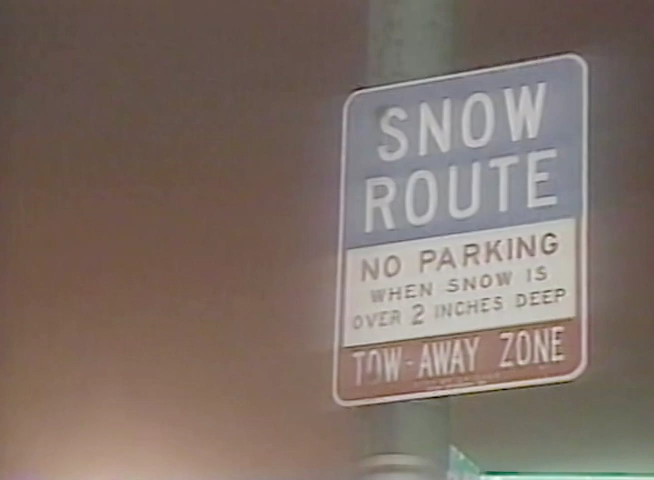 SNOW
ROUTE
NO PARKING
WHEN SNOW IS
OVER 2 INCHES DEEP
TOW-AWAY ZONE